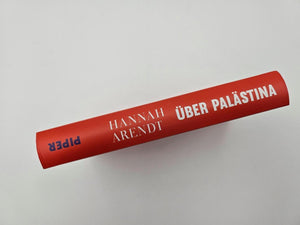 HANNAH
ARENDT
ÜBER PALÄSTINA
PIPER